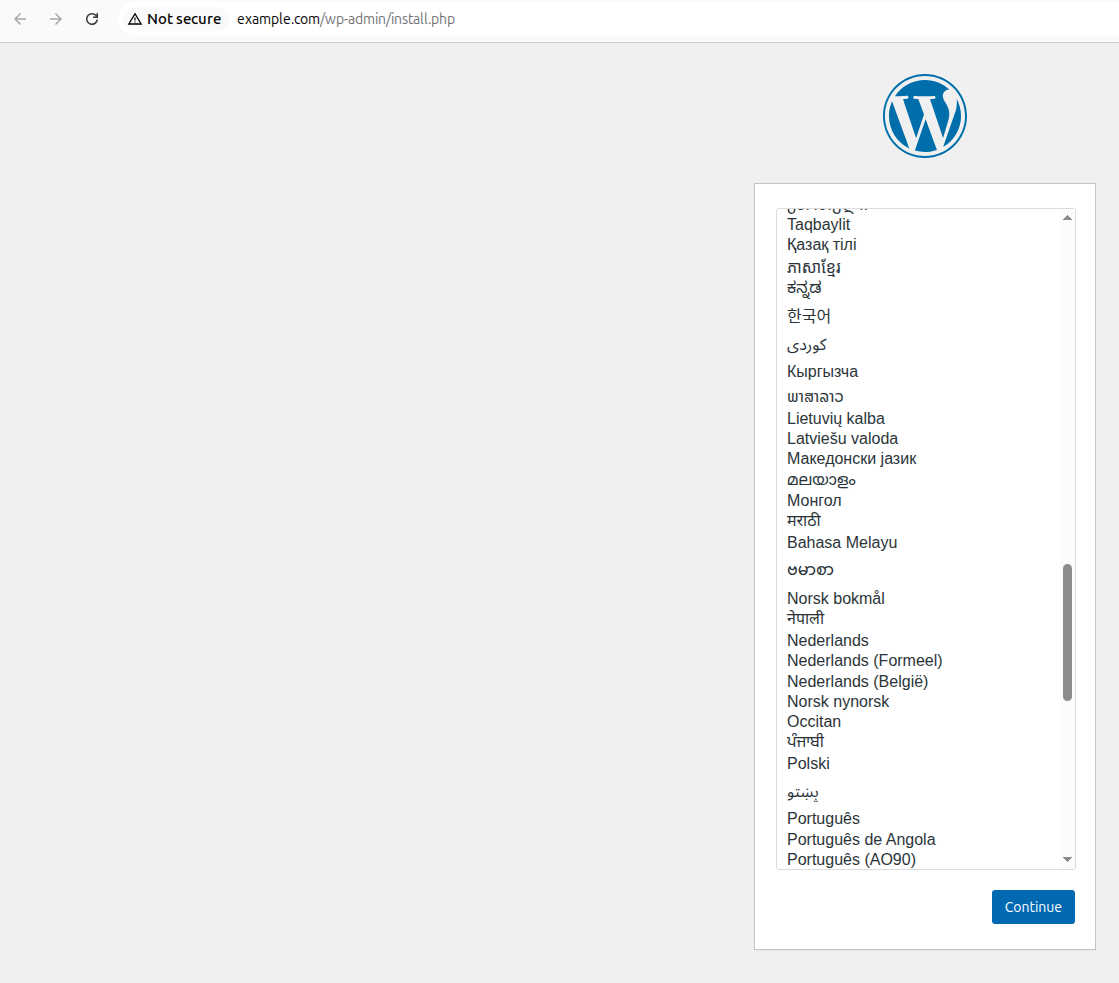 Not secure example.com/wp-admin/install.php
Taqbaylit
Қазақ тілі
ភាសាខ្មែរ
ಕನ್ನಡ
한국어
كوردی
Кыргызча
ພາສາລາວ
Lietuvių kalba
Latviešu valoda
Македонски јазик
മലയാളം
Монгол
मराठी
Bahasa Melayu
ဗမာစာ
Norsk bokmål
नेपाली
Nederlands
Nederlands (Formeel)
Nederlands (België)
Norsk nynorsk
Occitan
ਪੰਜਾਬੀ
Polski
پښتو
Português
Português de Angola
Português (AO90)
Continue